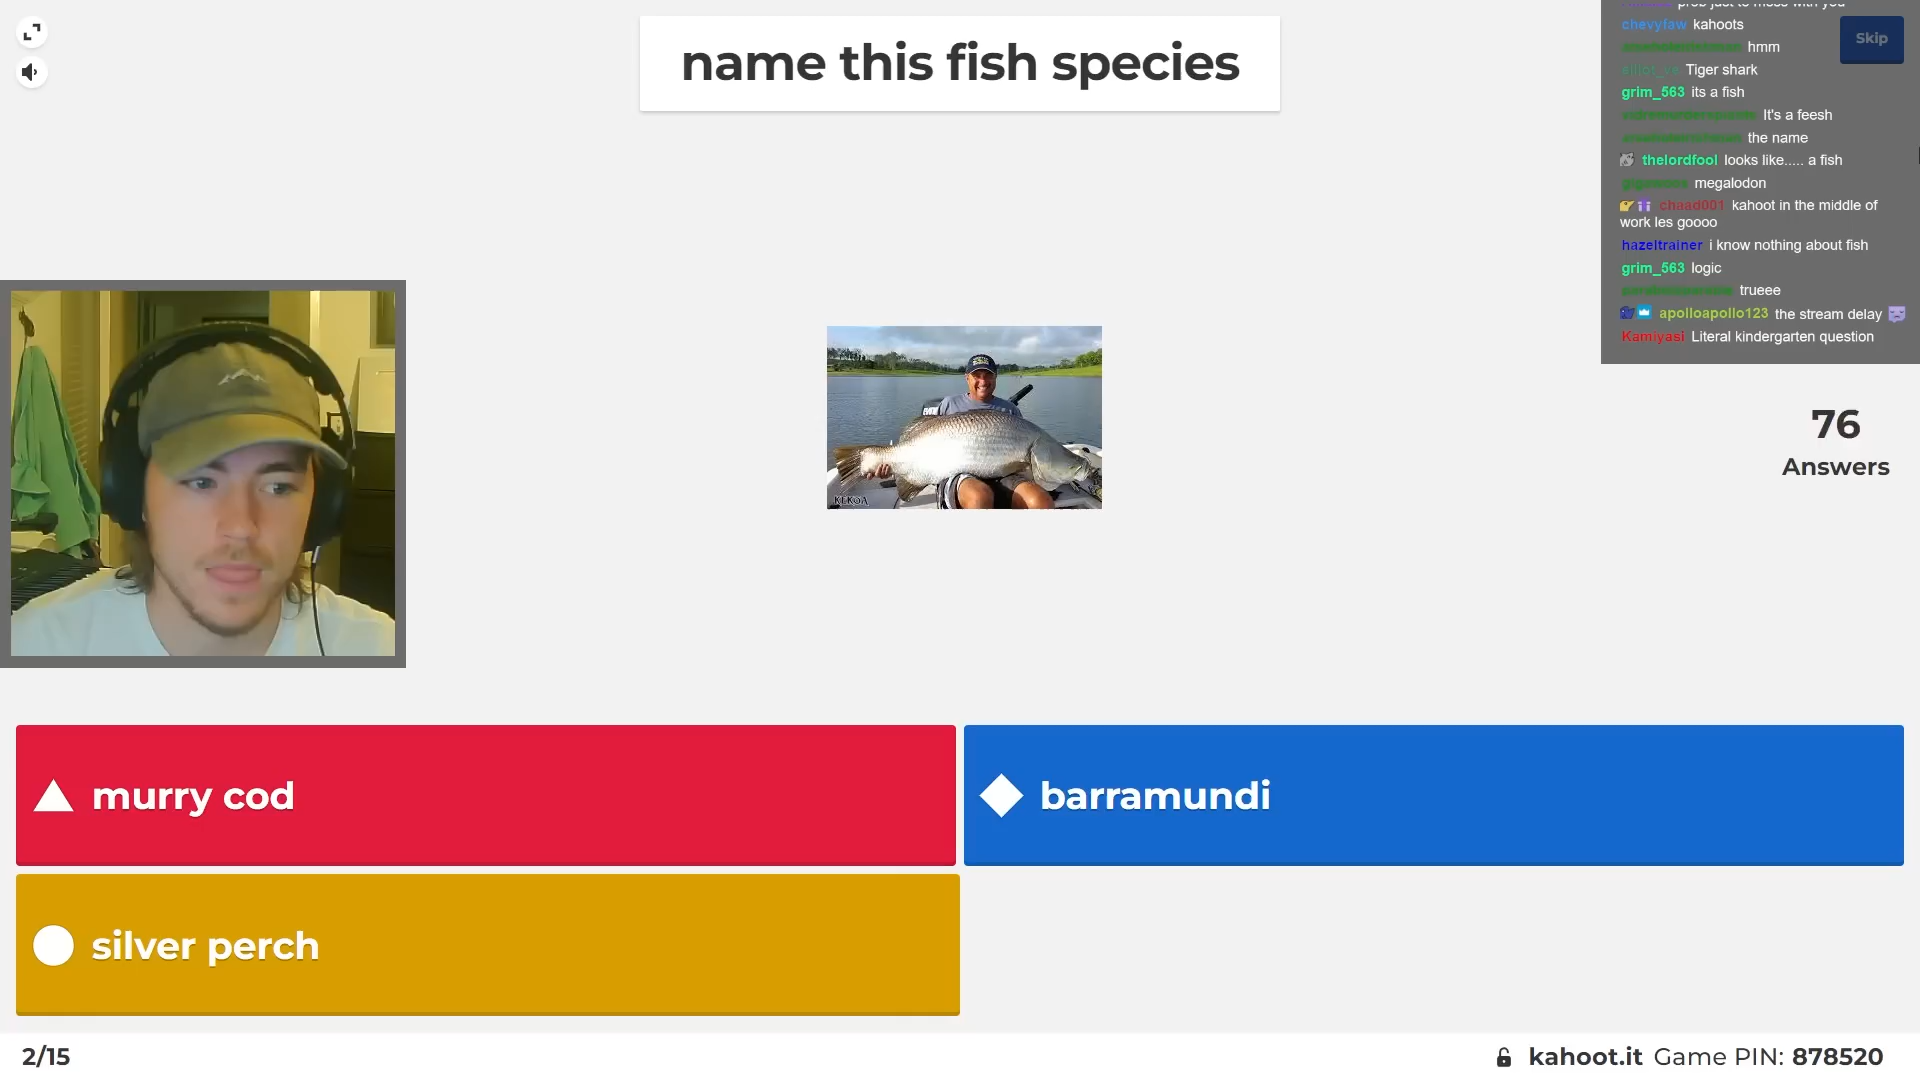 name this fish species
Skip
chevyfaw kahoots
hmm
Tiger shark
grim_563 its a fish
It's a feesh
the name
thelordfool looks like..... a fish
megalodon
chaad001 kahoot in the middle of
work les goooo
hazeltrainer i know nothing about fish
grim_563 logic
trueee
apolloapollo123 the stream delay
Kamiyasi Literal kindergarten question
76
Answers
KEKOA
murry cod
barramundi
silver perch
2/15
kahoot.it Game PIN: 878520